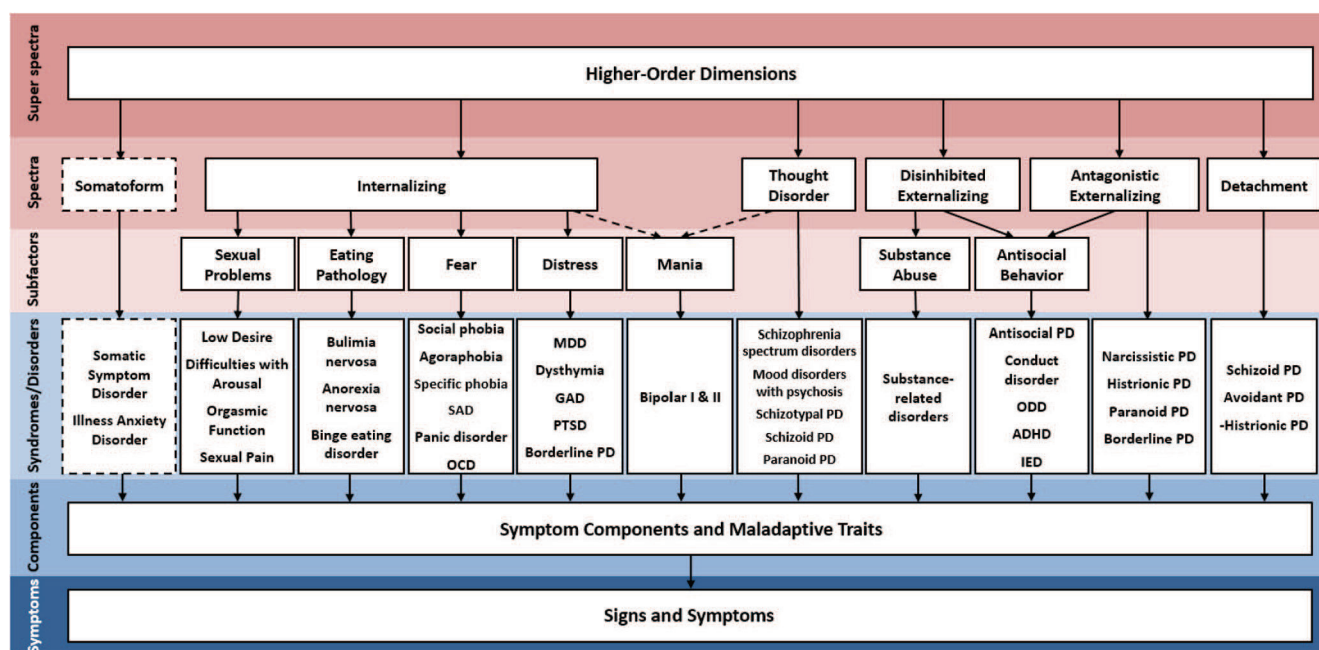 Super spectra
Higher-Order Dimensions
Spectra
Somatoform
Internalizing
Thought
Disorder
Disinhibited
Externalizing
Antagonistic
Externalizing
Detachment
Subfactors
Sexual
Problems
Eating
Pathology
Fear
Distress
Mania
Substance
Abuse
Antisocial
Behavior
Syndromes/Disorders
Somatic
Symptom
Disorder
Illness Anxiety
Disorder
Low Desire
Difficulties with
Arousal
Orgasmic
Function
Sexual Pain
Bulimia
nervosa
Anorexia
nervosa
Binge eating
disorder
Social phobia
Agoraphobia
Specific phobia
SAD
Panic disorder
OCD
MDD
Dysthymia
GAD
PTSD
Borderline PD
Bipolar I & II
Schizophrenia
spectrum disorders
Mood disorders
with psychosis
Schizotypal PD
Schizoid PD
Paranoid PD
Substance-
related
disorders
Antisocial PD
Conduct
disorder
ODD
ADHD
IED
Narcissistic PD
Histrionic PD
Paranoid PD
Borderline PD
Schizoid PD
Avoidant PD
-Histrionic PD
Components
Symptom Components and Maladaptive Traits
Symptoms
Signs and Symptoms